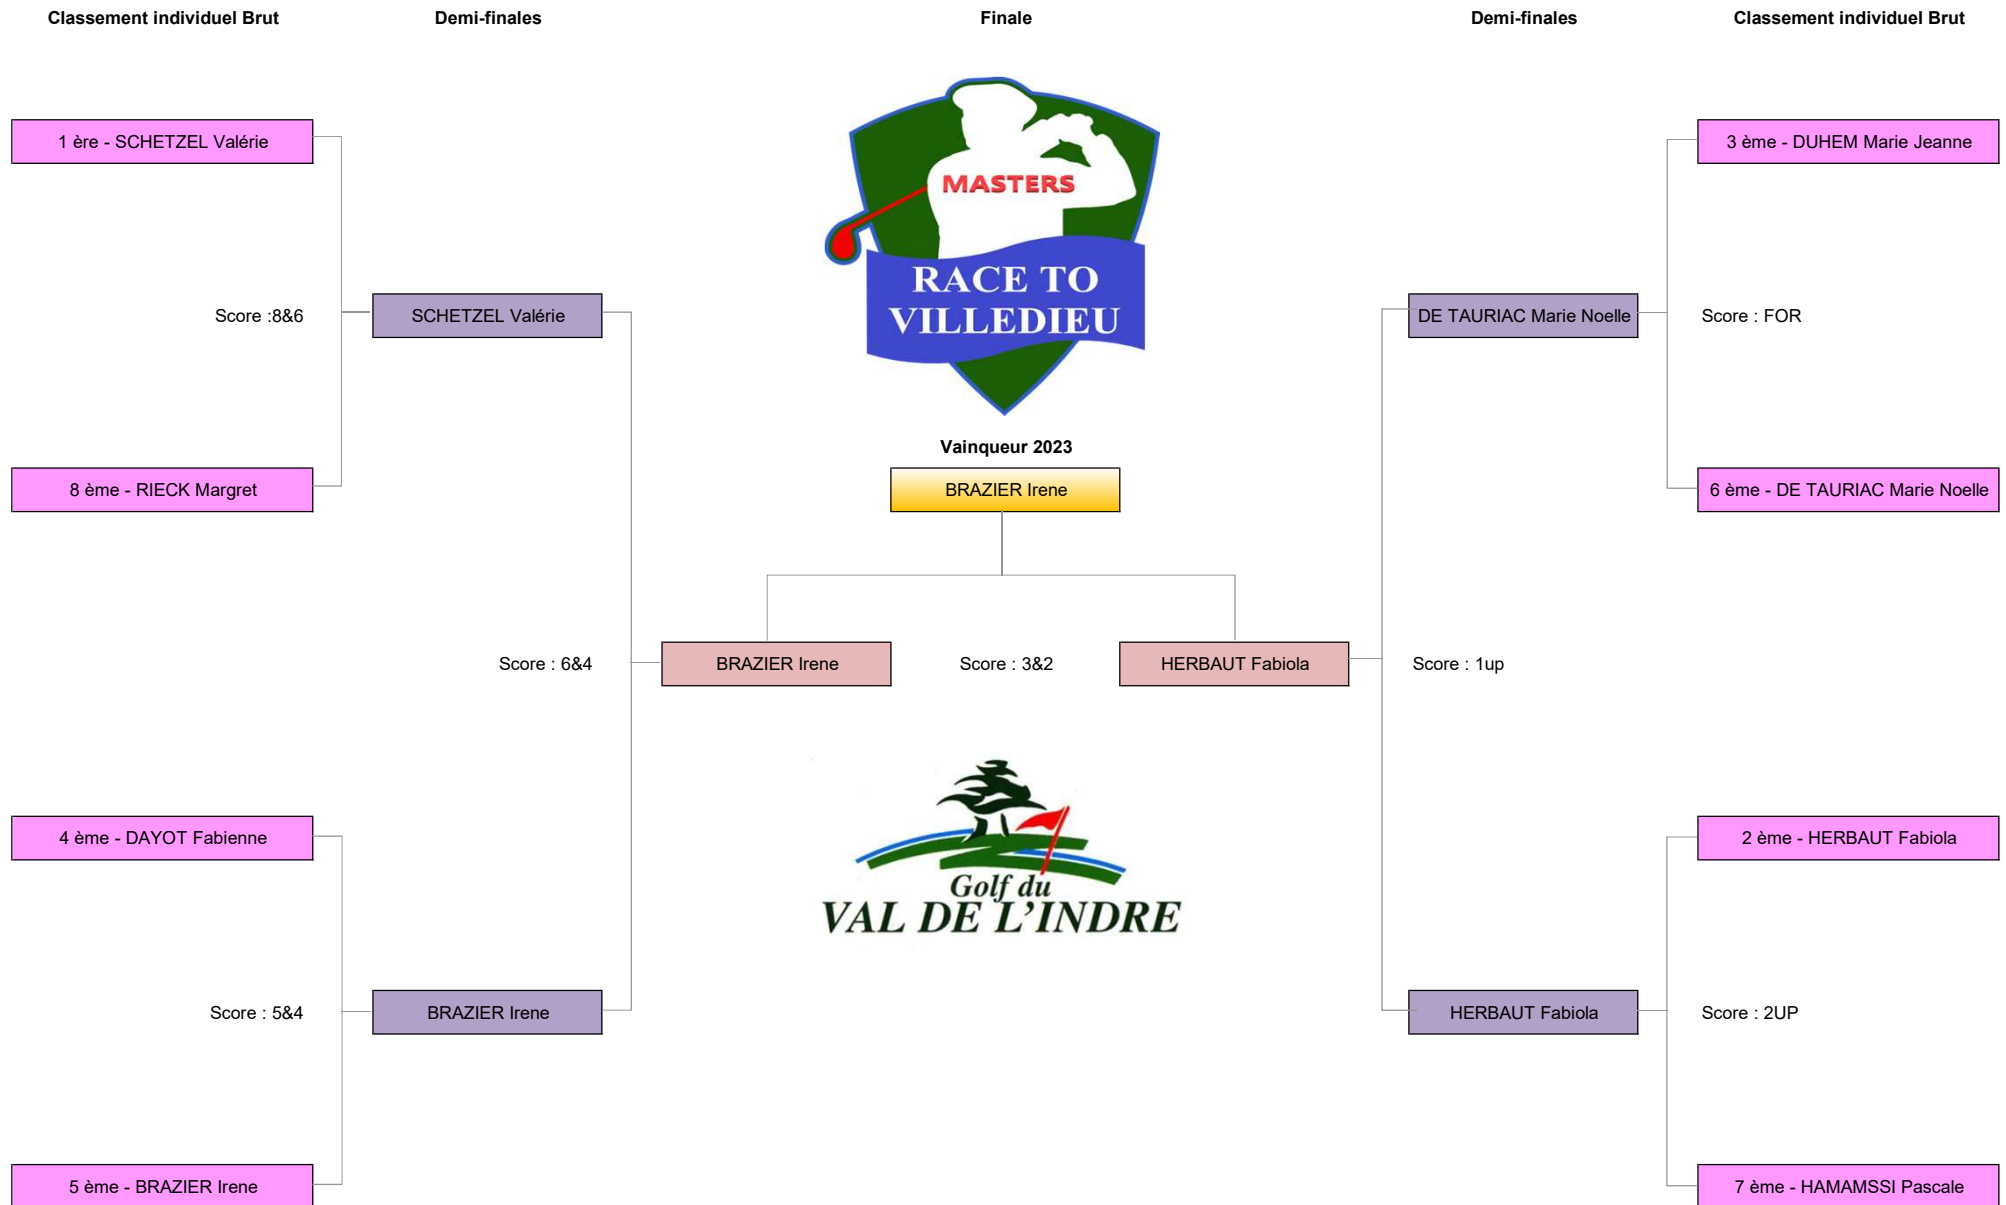 Classement individuel Brut
Demi-finales
Finale
Demi-finales
Classement individuel Brut
1 ère - SCHETZEL Valérie
3 ème - DUHEM Marie Jeanne
MASTERS
RACE TO
VILLEDIEU
Score :8&6
SCHETZEL Valérie
DE TAURIAC Marie Noelle
Score : FOR
Vainqueur 2023
8 ème - RIECK Margret
BRAZIER Irene
6 ème - DE TAURIAC Marie Noelle
Score : 6&4
BRAZIER Irene
Score : 3&2
HERBAUT Fabiola
Score : 1up
4 ème - DAYOT Fabienne
2 ème - HERBAUT Fabiola
Golf du
VAL DE L'INDRE
Score : 5&4
BRAZIER Irene
HERBAUT Fabiola
Score : 2UP
5 ème - BRAZIER Irene
7 ème - HAMAMSSI Pascale